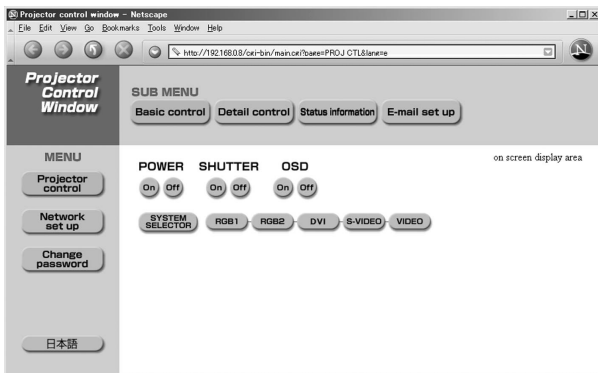 Projector control window - Netscape
File Edit View Go Bookmarks Tools Window Help
http://192.168.0.8/cgi-bin/main.cgi?page=PROJ CTL&lang=e
N
Projector
Control
Window
SUB MENU
Basic control Detail control Status information E-mail set up
MENU
Projector
control
Network
set up
Change
password
日本語
POWER SHUTTER OSD
On Off On Off On Off
SYSTEM
SELECTOR
RGB1 RGB2 DVI S-VIDEO VIDEO
on screen display area